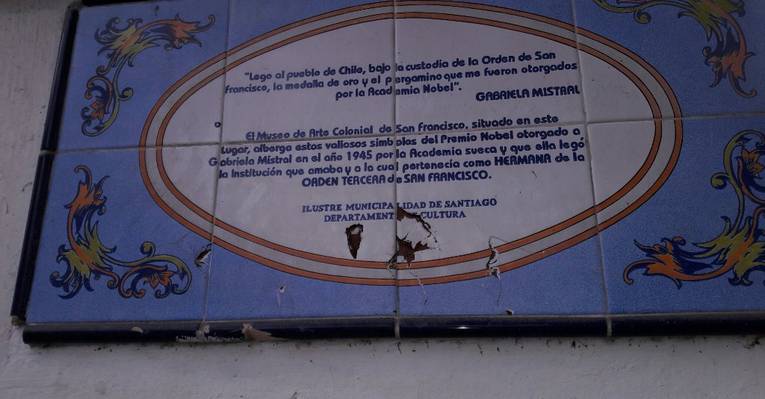 "Lego al pueblo de Chile, bajo la custodia de la Orden de San
Francisco, la medalla de oro y el pergamino que me fueron otorgados
por la Academia Nobel".
GABRIELA MISTRAL
El Museo de Arte Colonial de San Francisco, situado en este
Lugar, alberga estos valiosos simbolos del Premio Nobel otorgado a
Gabriela Mistral en el año 1945 por la Academia sueca y que ella legó
a la Institución que amaba y a la cual pertenecia como HERMANA de la
ORDEN TERCERA de SAN FRANCISCO.
ILUSTRE MUNICIPALIDAD DE SANTIAGO
DEPARTAMENT CULTURA